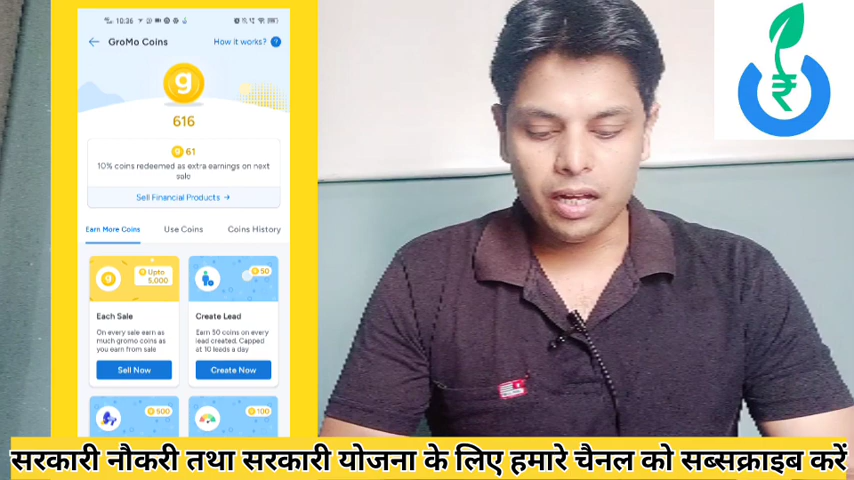 10:36
GroMo Coins
How it works? ?
g
616
g 61
10% coins redeemed as extra earnings on next
sale
Sell Financial Products →
Earn More Coins Use Coins Coins History
g
Upto
5,000
50
Each Sale
On every sale earn as
much gromo coins as
you earn from sale
Sell Now
Create Lead
Earn 50 coins on every
lead created. Capped
at 10 leads a day
Create Now
500
100
₹
सरकारी नौकरी तथा सरकारी योजना के लिए हमारे चैनल को सब्सक्राइब करें